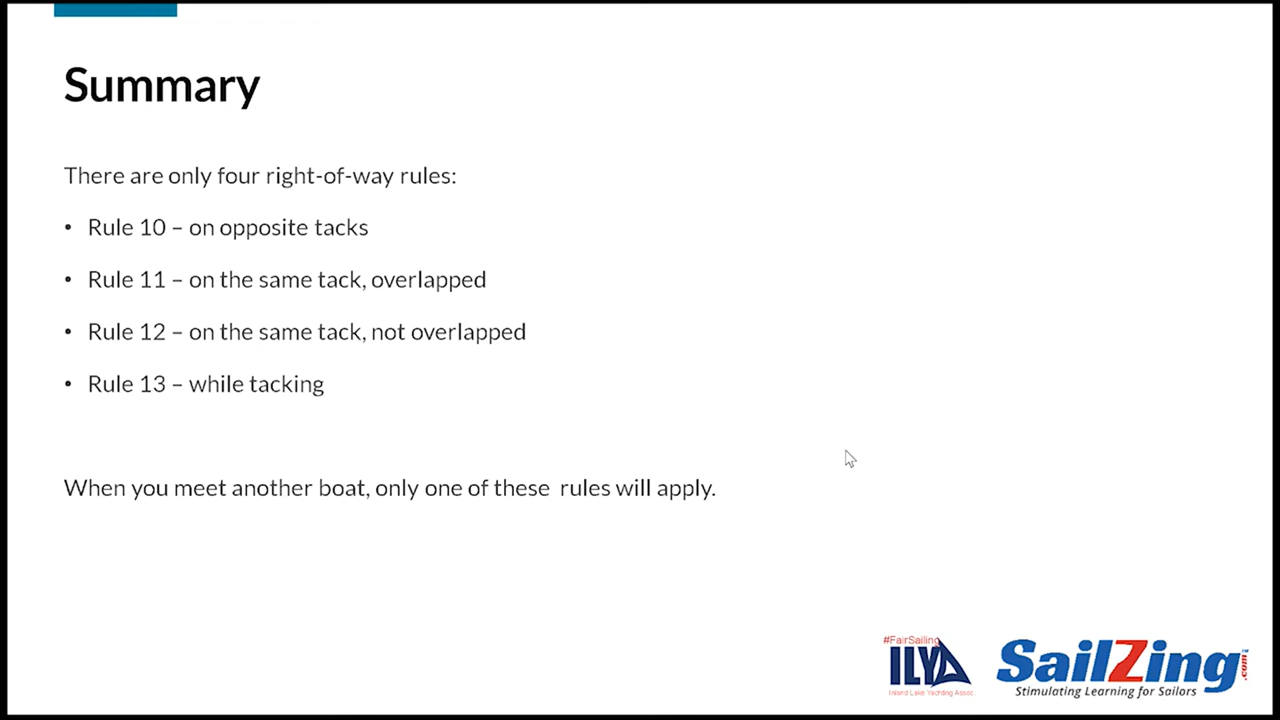 Summary
There are only four right-of-way rules:
• Rule 10 – on opposite tacks
• Rule 11 – on the same tack, overlapped
• Rule 12 – on the same tack, not overlapped
• Rule 13 – while tacking
When you meet another boat, only one of these rules will apply.
#FairSailing
ILYA
Inland Lake Yachting Assoc.
SailZing.com
Stimulating Learning for Sailors